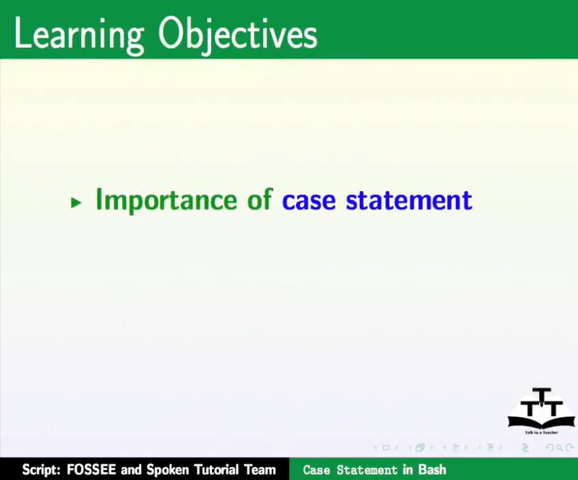 Learning Objectives
Importance of case statement
TTT
Talk to a Teacher
Script: FOSSEE and Spoken Tutorial Team Case Statement in Bash